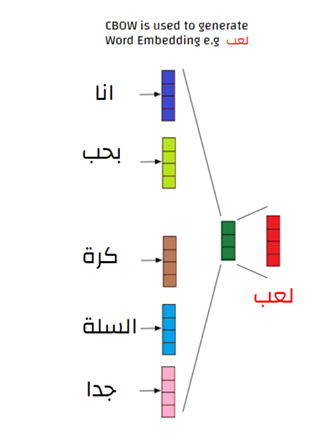 CBOW is used to generate
Word Embedding e.g لعب
انا
بحب
كرة
السلة
جدا
لعب